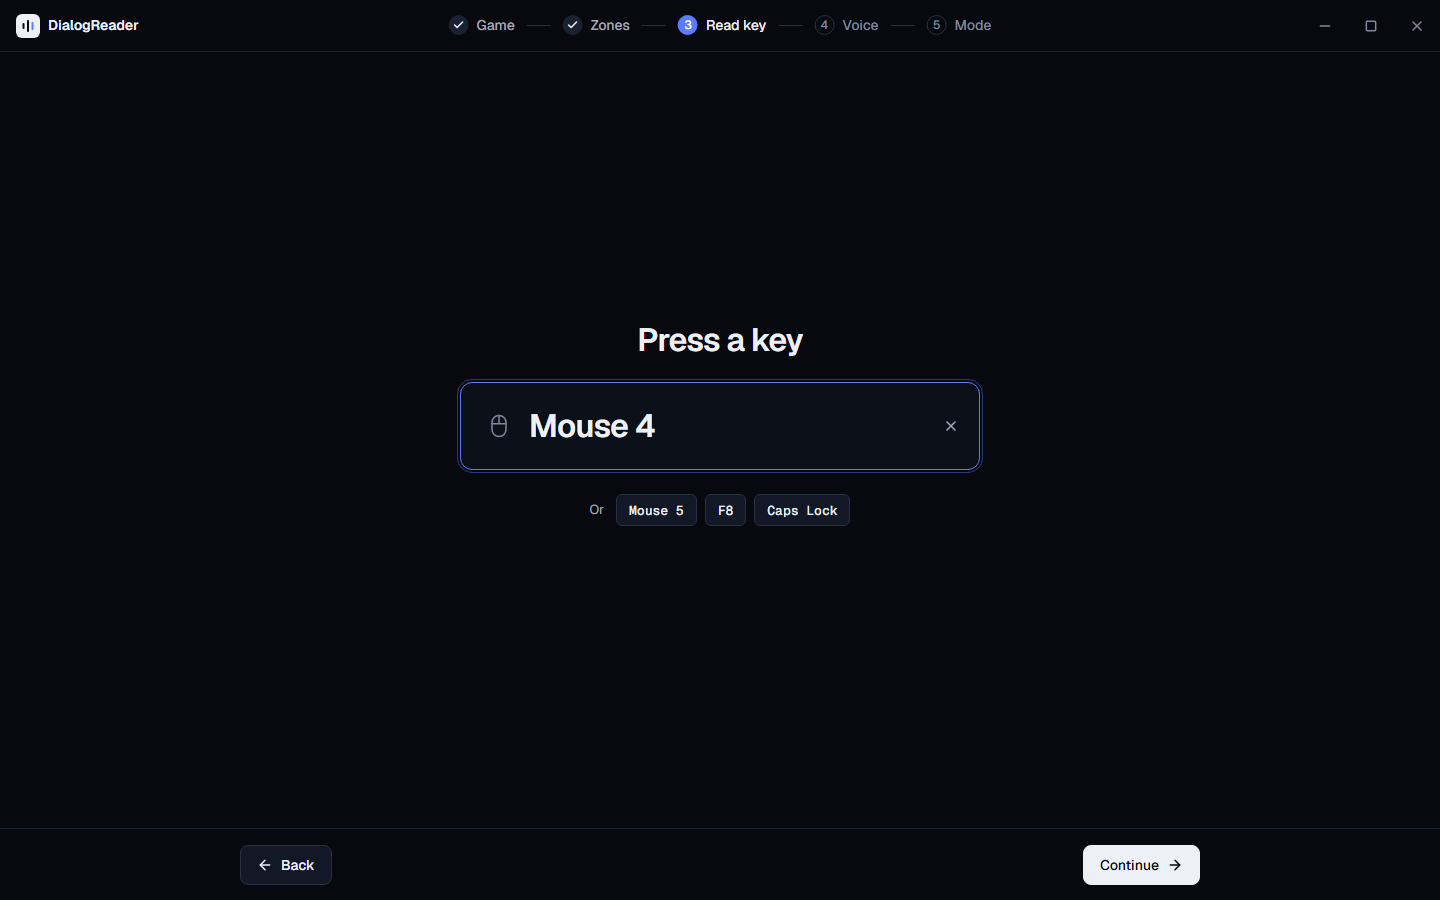 DialogReader
Game
Zones
3 Read key
4 Voice
5 Mode
Press a key
Mouse 4
Or Mouse 5 F8 Caps Lock
Back
Continue